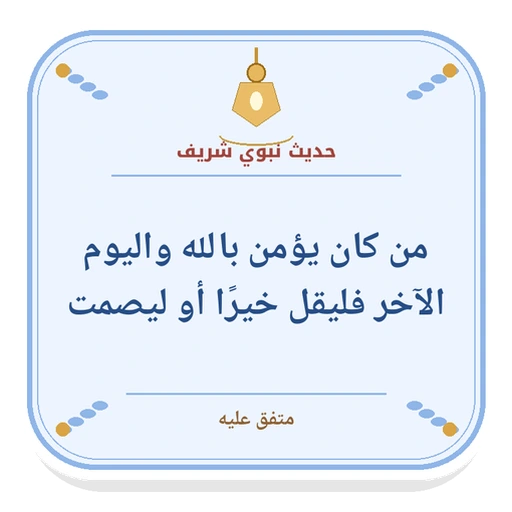 حديث نبوي شريف
من كان يؤمن بالله واليوم
الآخر فليقل خيرًا أو ليصمت
متفق عليه